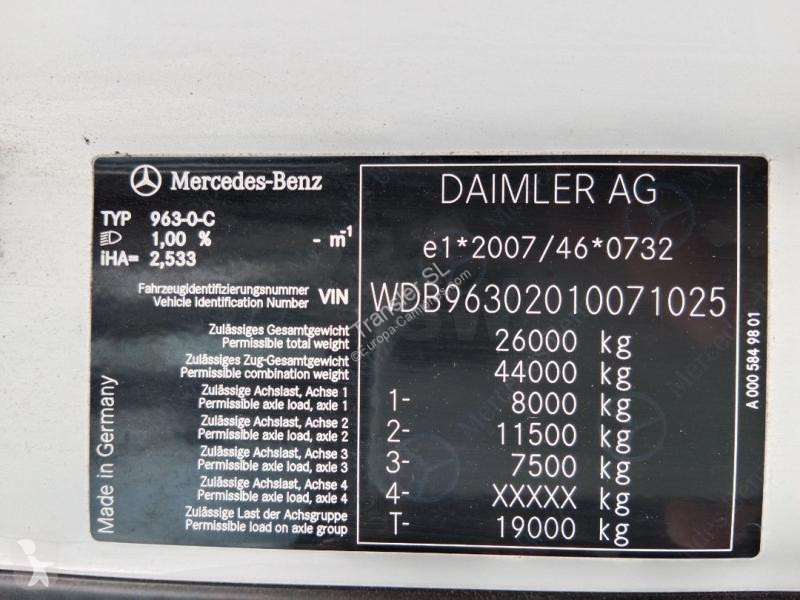 Mercedes-Benz
TYP 963-0-C
1,00 % - m-1
iHA= 2,533
DAIMLER AG
e1*2007/46*0732
Fahrzeugidentifizierungsnummer
Vehicle Identification Number VIN WDB96302010071025
Zulässiges Gesamtgewicht
Permissible total weight 26000 kg
Zulässiges Zug-Gesamtgewicht
Permissible combination weight 44000 kg
Zulässige Achslast, Achse 1
Permissible axle load, axle 1 1- 8000 kg
Zulässige Achslast, Achse 2
Permissible axle load, axle 2 2- 11500 kg
Zulässige Achslast, Achse 3
Permissible axle load, axle 3 3- 7500 kg
Zulässige Achslast, Achse 4
Permissible axle load, axle 4 4- XXXXX kg
Zulässige Last der Achsgruppe
Permissible load on axle group T- 19000 kg
Made in Germany
A 000 584 98 01
©Europa-Camions.com